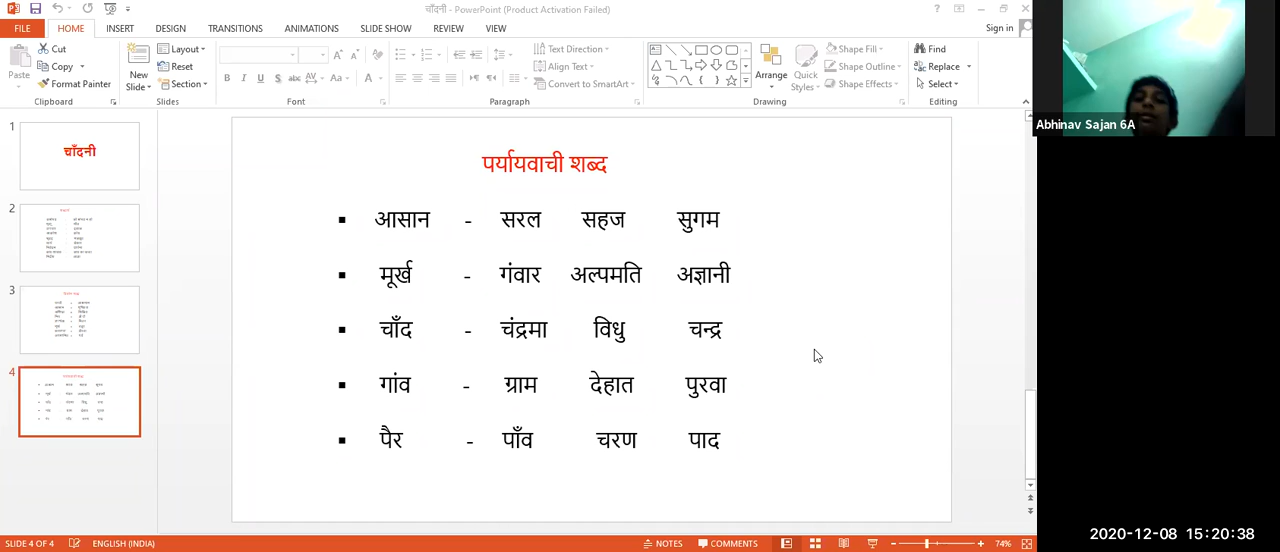 चाँदनी - PowerPoint (Product Activation Failed)
FILE HOME INSERT DESIGN TRANSITIONS ANIMATIONS SLIDE SHOW REVIEW VIEW Sign in
Paste Cut Copy Format Painter Clipboard
New Slide Layout Reset Section Slides
Font
Text Direction Align Text Convert to SmartArt Paragraph
Arrange Quick Styles Shape Fill Shape Outline Shape Effects Drawing
Find Replace Select Editing
Abhinav Sajan 6A
1
चाँदनी
2
3
4
पर्यायवाची शब्द
▪ आसान - सरल सहज सुगम
▪ मूर्ख - गंवार अल्पमति अज्ञानी
▪ चाँद - चंद्रमा विधु चन्द्र
▪ गांव - ग्राम देहात पुरवा
▪ पैर - पाँव चरण पाद
2020-12-08 15:20:38
SLIDE 4 OF 4 ENGLISH (INDIA) NOTES COMMENTS 74%